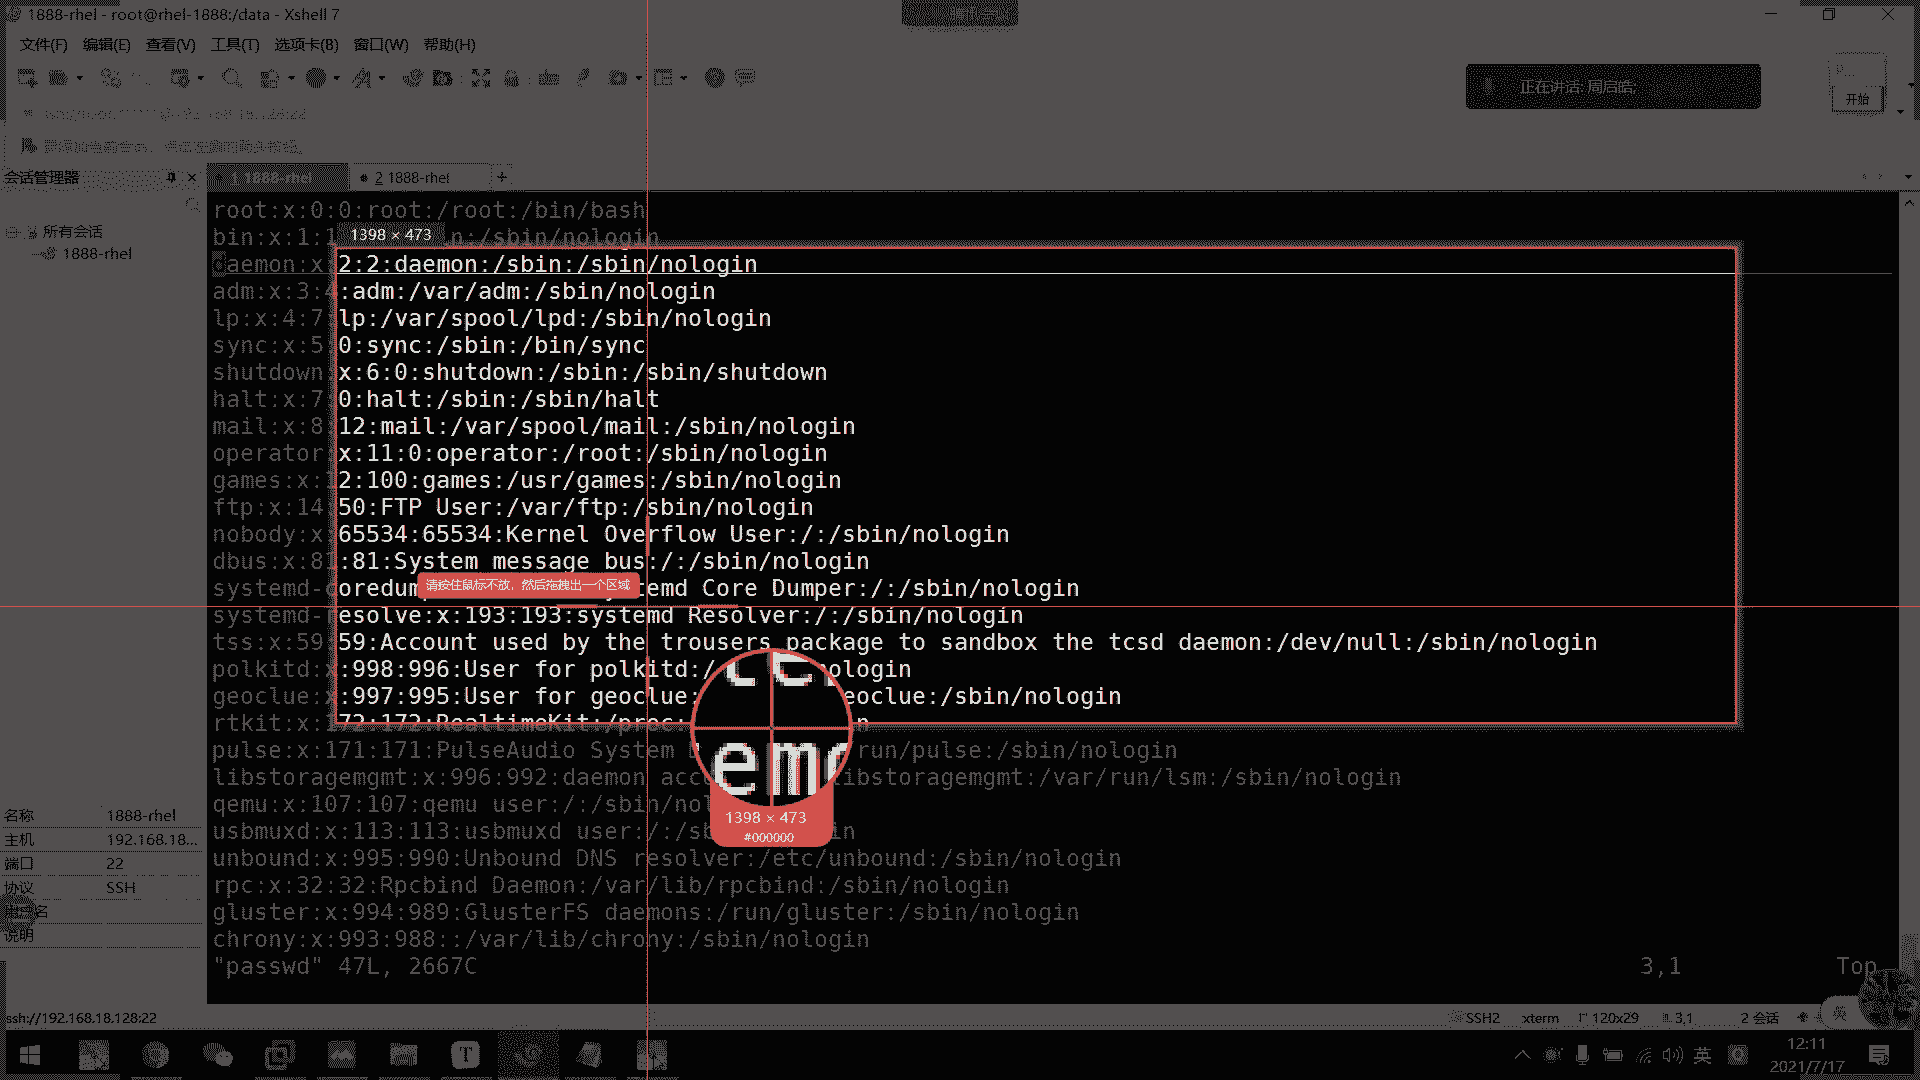 1888-rhel - root@rhel-1888:/data - Xshell 7
文件(F) 编辑(E) 查看(V) 工具(T) 选项卡(B) 窗口(W) 帮助(H)
正在讲话: 周后皓;
开始
会话管理器
1 1888-rhel
2 1888-rhel
+
所有会话
1888-rhel
root:x:0:0:root:/root:/bin/bash
bin:x:1:1 n:/sbin/nologin
1398 × 473
daemon:x:2:2:daemon:/sbin:/sbin/nologin
adm:x:3:4:adm:/var/adm:/sbin/nologin
lp:x:4:7:lp:/var/spool/lpd:/sbin/nologin
sync:x:5:0:sync:/sbin:/bin/sync
shutdown:x:6:0:shutdown:/sbin:/sbin/shutdown
halt:x:7:0:halt:/sbin:/sbin/halt
mail:x:8:12:mail:/var/spool/mail:/sbin/nologin
operator:x:11:0:operator:/root:/sbin/nologin
games:x:12:100:games:/usr/games:/sbin/nologin
ftp:x:14:50:FTP User:/var/ftp:/sbin/nologin
nobody:x:65534:65534:Kernel Overflow User:/:/sbin/nologin
dbus:x:81:81:System message bus:/:/sbin/nologin
systemd-coredum temd Core Dumper:/:/sbin/nologin
请按住鼠标不放，然后拖拽出一个区域
systemd-resolve:x:193:193:systemd Resolver:/:/sbin/nologin
tss:x:59:59:Account used by the trousers package to sandbox the tcsd daemon:/dev/null:/sbin/nologin
polkitd:x:998:996:User for polkitd:/ nologin
geoclue:x:997:995:User for geoclue: eoclue:/sbin/nologin
rtkit:x:172:172:RealtimeKit:/proc: n
pulse:x:171:171:PulseAudio System run/pulse:/sbin/nologin
libstoragemgmt:x:996:992:daemon acc libstoragemgmt:/var/run/lsm:/sbin/nologin
qemu:x:107:107:qemu user:/:/sbin/nol
usbmuxd:x:113:113:usbmuxd user:/:/sb in
em
1398 × 473
#000000
unbound:x:995:990:Unbound DNS resolver:/etc/unbound:/sbin/nologin
rpc:x:32:32:Rpcbind Daemon:/var/lib/rpcbind:/sbin/nologin
gluster:x:994:989:GlusterFS daemons:/run/gluster:/sbin/nologin
chrony:x:993:988::/var/lib/chrony:/sbin/nologin
"passwd" 47L, 2667C 3,1 Top
名称 1888-rhel
主机 192.168.18...
端口 22
协议 SSH
用户名
说明
ssh://192.168.18.128:22
SSH2 xterm 120x29 3,1 2 会话
英
T
英
12:11
2021/7/17